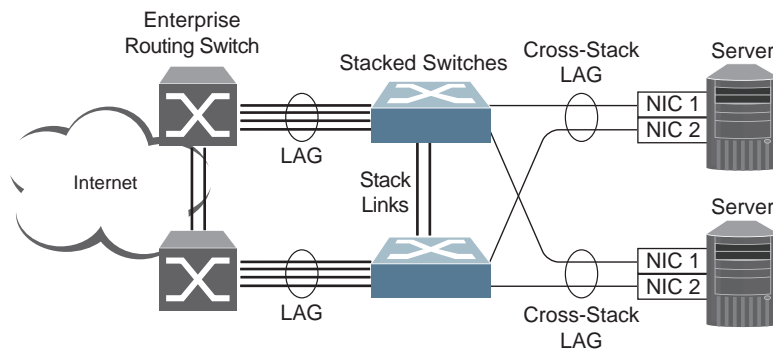 Enterprise
Routing Switch
Stacked Switches
Cross-Stack
LAG
Server
NIC 1
NIC 2
LAG
Internet
Stack
Links
Server
NIC 1
NIC 2
LAG
Cross-Stack
LAG